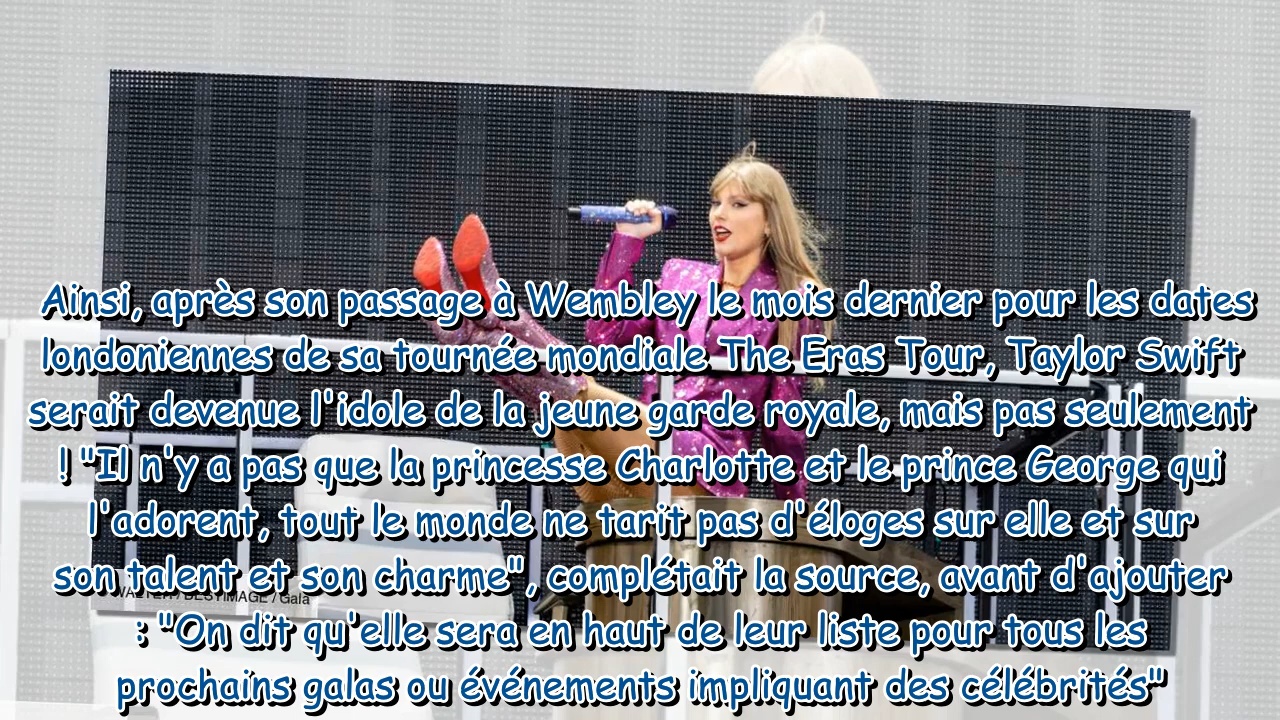 Ainsi, après son passage à Wembley le mois dernier pour les dates
londoniennes de sa tournée mondiale The Eras Tour, Taylor Swift
serait devenue l'idole de la jeune garde royale, mais pas seulement
! "Il n'y a pas que la princesse Charlotte et le prince George qui
l'adorent, tout le monde ne tarit pas d'éloges sur elle et sur
son talent et son charme", complétait la source, avant d'ajouter
/ BESTIMAGE / Gala
: "On dit qu'elle sera en haut de leur liste pour tous les
prochains galas ou événements impliquant des célébrités"